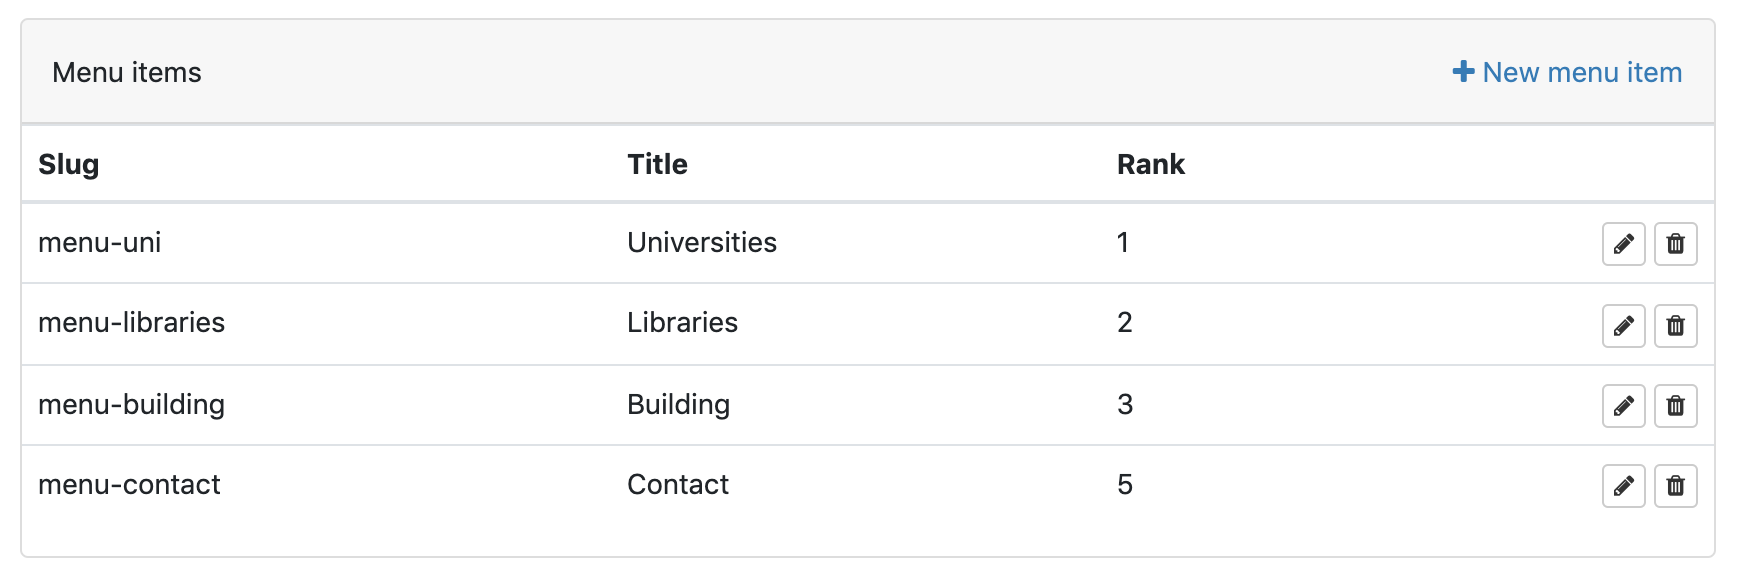 Menu items
New menu item
Slug Title Rank
menu-uni Universities 1
menu-libraries Libraries 2
menu-building Building 3
menu-contact Contact 5